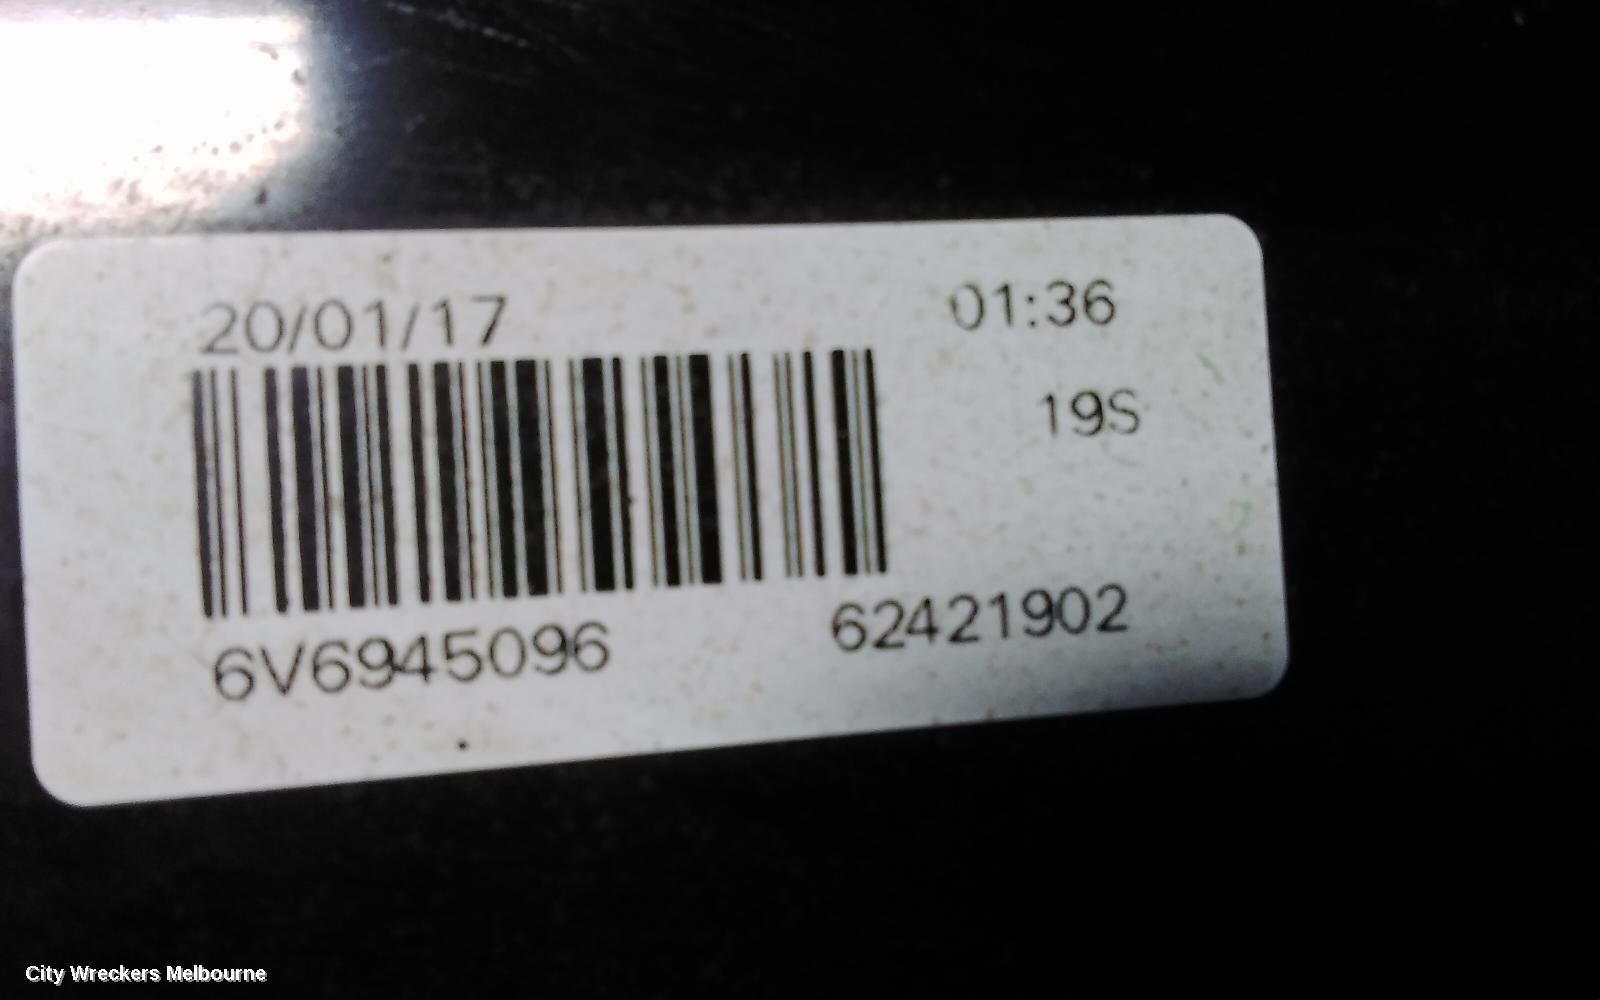 20/01/17 01:36
19S
6V6945096 62421902
City Wreckers Melbourne